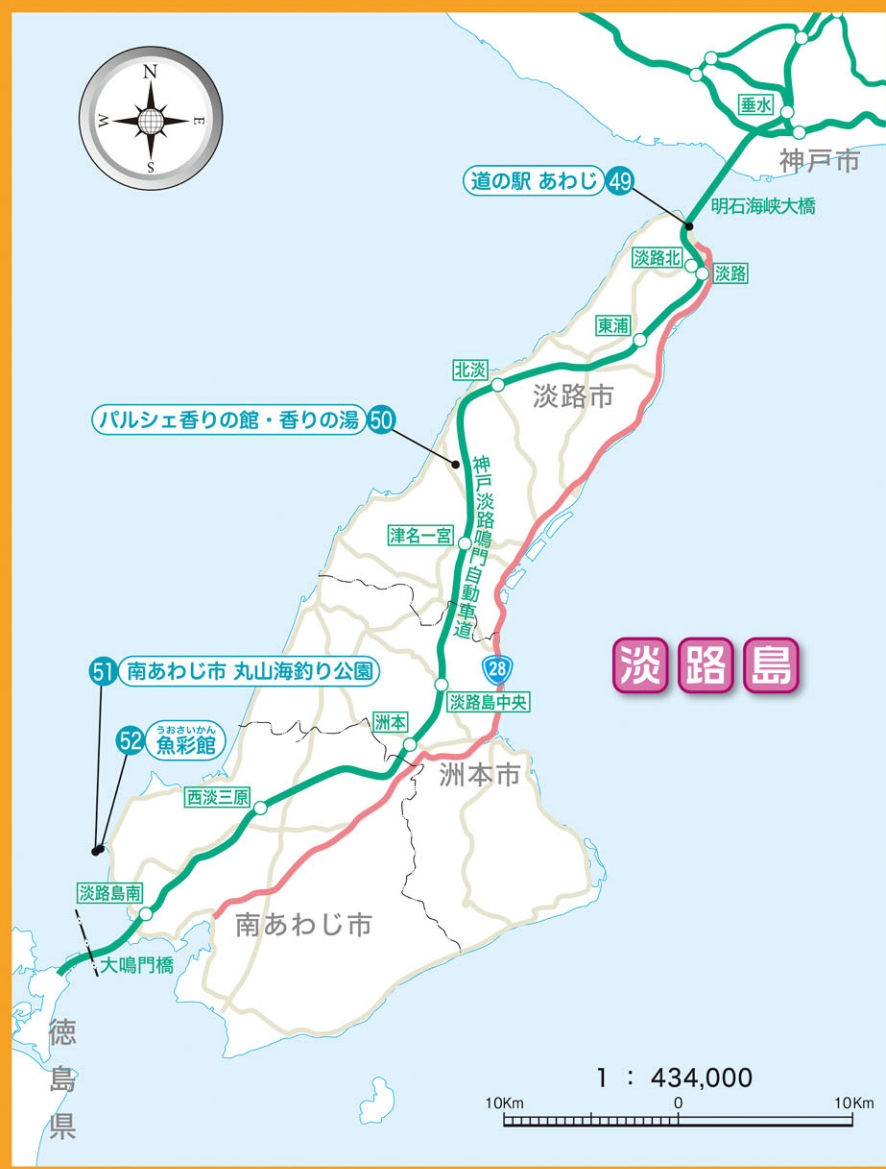 N
W
E
S
垂水
神戸市
道の駅 あわじ 49
明石海峡大橋
淡路北
淡路
東浦
北淡
淡路市
パルシェ香りの館・香りの湯 50
神戸淡路鳴門自動車道
津名一宮
淡路島
28
51 南あわじ市 丸山海釣り公園
淡路島中央
うおさいかん
52 魚彩館
洲本
洲本市
西淡三原
淡路島南
南あわじ市
大鳴門橋
徳島県
1 : 434,000
10Km 0 10Km